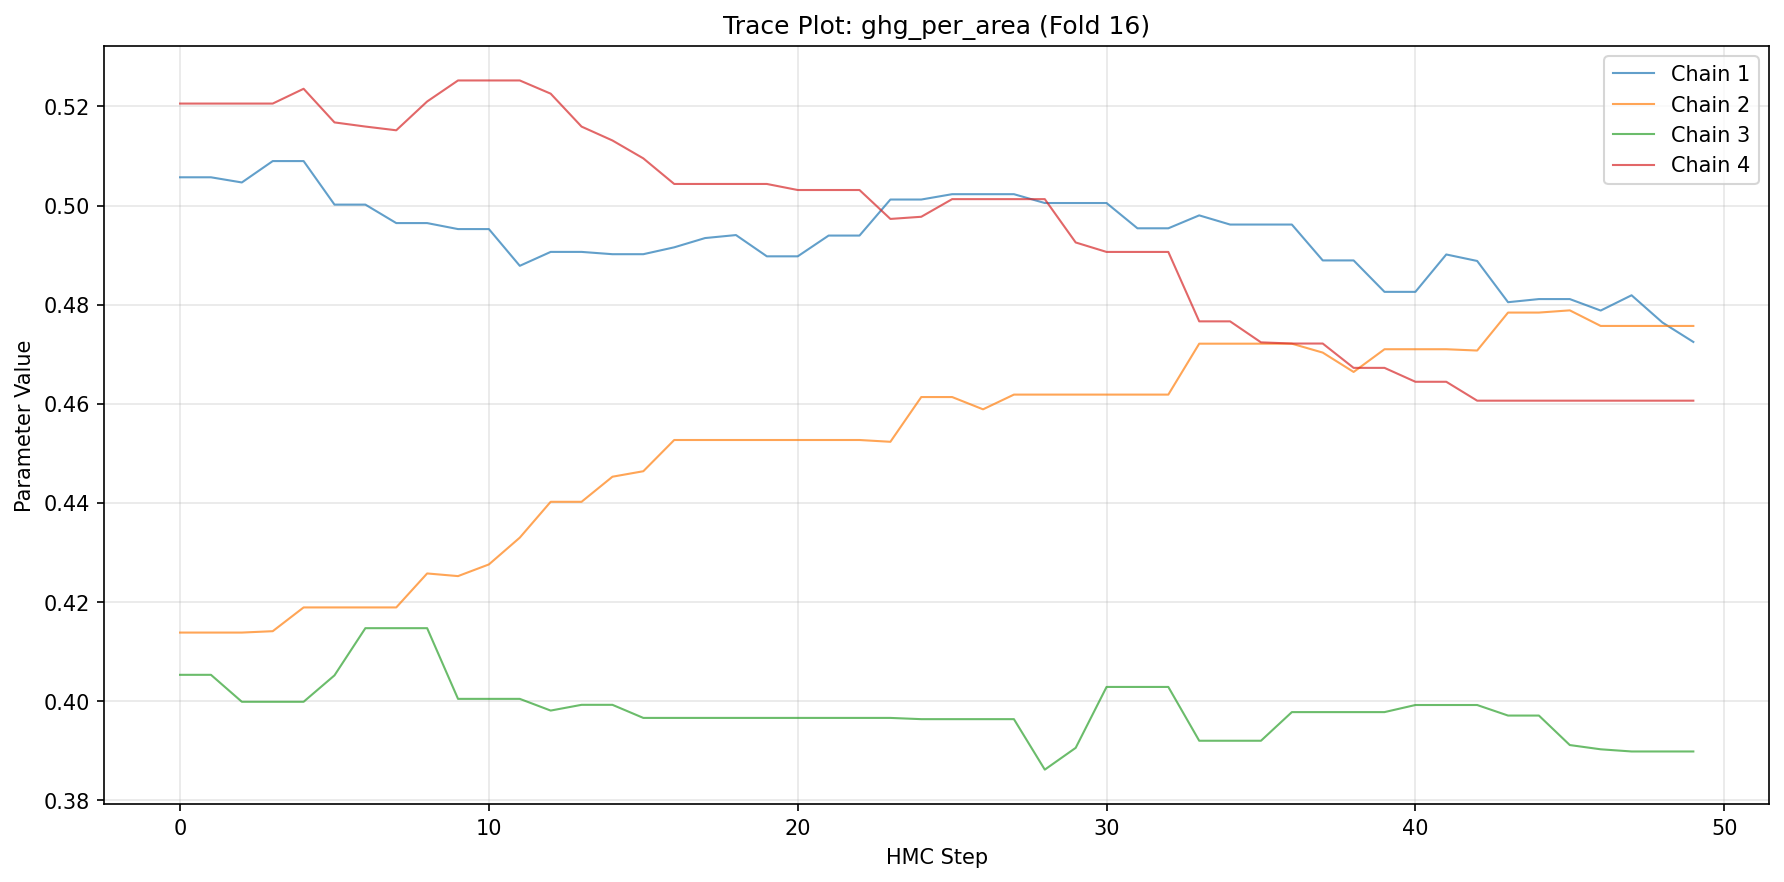 Trace Plot: ghg_per_area (Fold 16)
Chain 1
Chain 2
Chain 3
Chain 4
Parameter Value
0.52
0.50
0.48
0.46
0.44
0.42
0.40
0.38
0 10 20 30 40 50
HMC Step